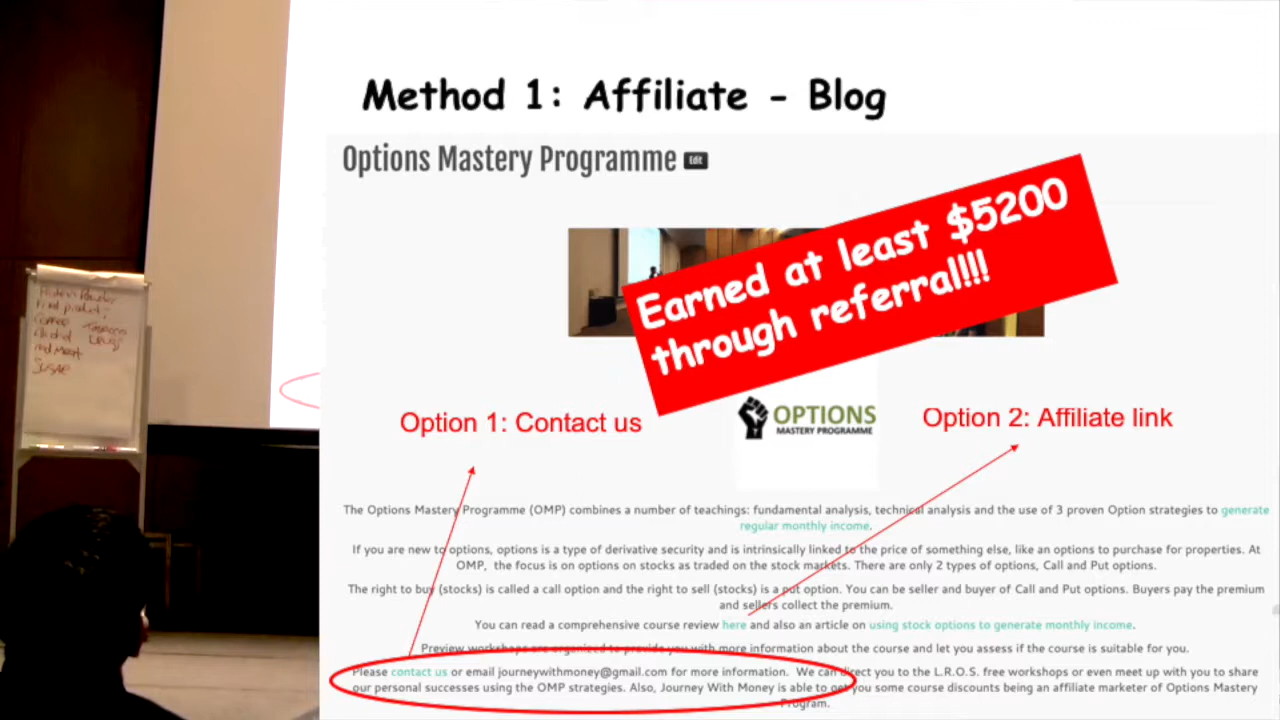 Method 1: Affiliate - Blog
Options Mastery Programme Edit
Earned at least $5200
through referral!!!
Option 1: Contact us
OPTIONS
MASTERY PROGRAMME
Option 2: Affiliate link
The Options Mastery Programme (OMP) combines a number of teachings: fundamental analysis, technical analysis and the use of 3 proven Option strategies to generate
regular monthly income.
If you are new to options, options is a type of derivative security and is intrinsically linked to the price of something else, like an options to purchase for properties. At
OMP, the focus is on options on stocks as traded on the stock markets. There are only 2 types of options, Call and Put options.
The right to buy (stocks) is called a call option and the right to sell (stocks) is a put option. You can be seller and buyer of Call and Put options. Buyers pay the premium
and sellers collect the premium.
You can read a comprehensive course review here and also an article on using stock options to generate monthly income.
Preview workshops are organized to provide you with more information about the course and let you assess if the course is suitable for you.
Please contact us or email journeywithmoney@gmail.com for more information. We can direct you to the L.R.O.S. free workshops or even meet up with you to share
our personal successes using the OMP strategies. Also, Journey With Money is able to get you some course discounts being an affiliate marketer of Options Mastery
Program.